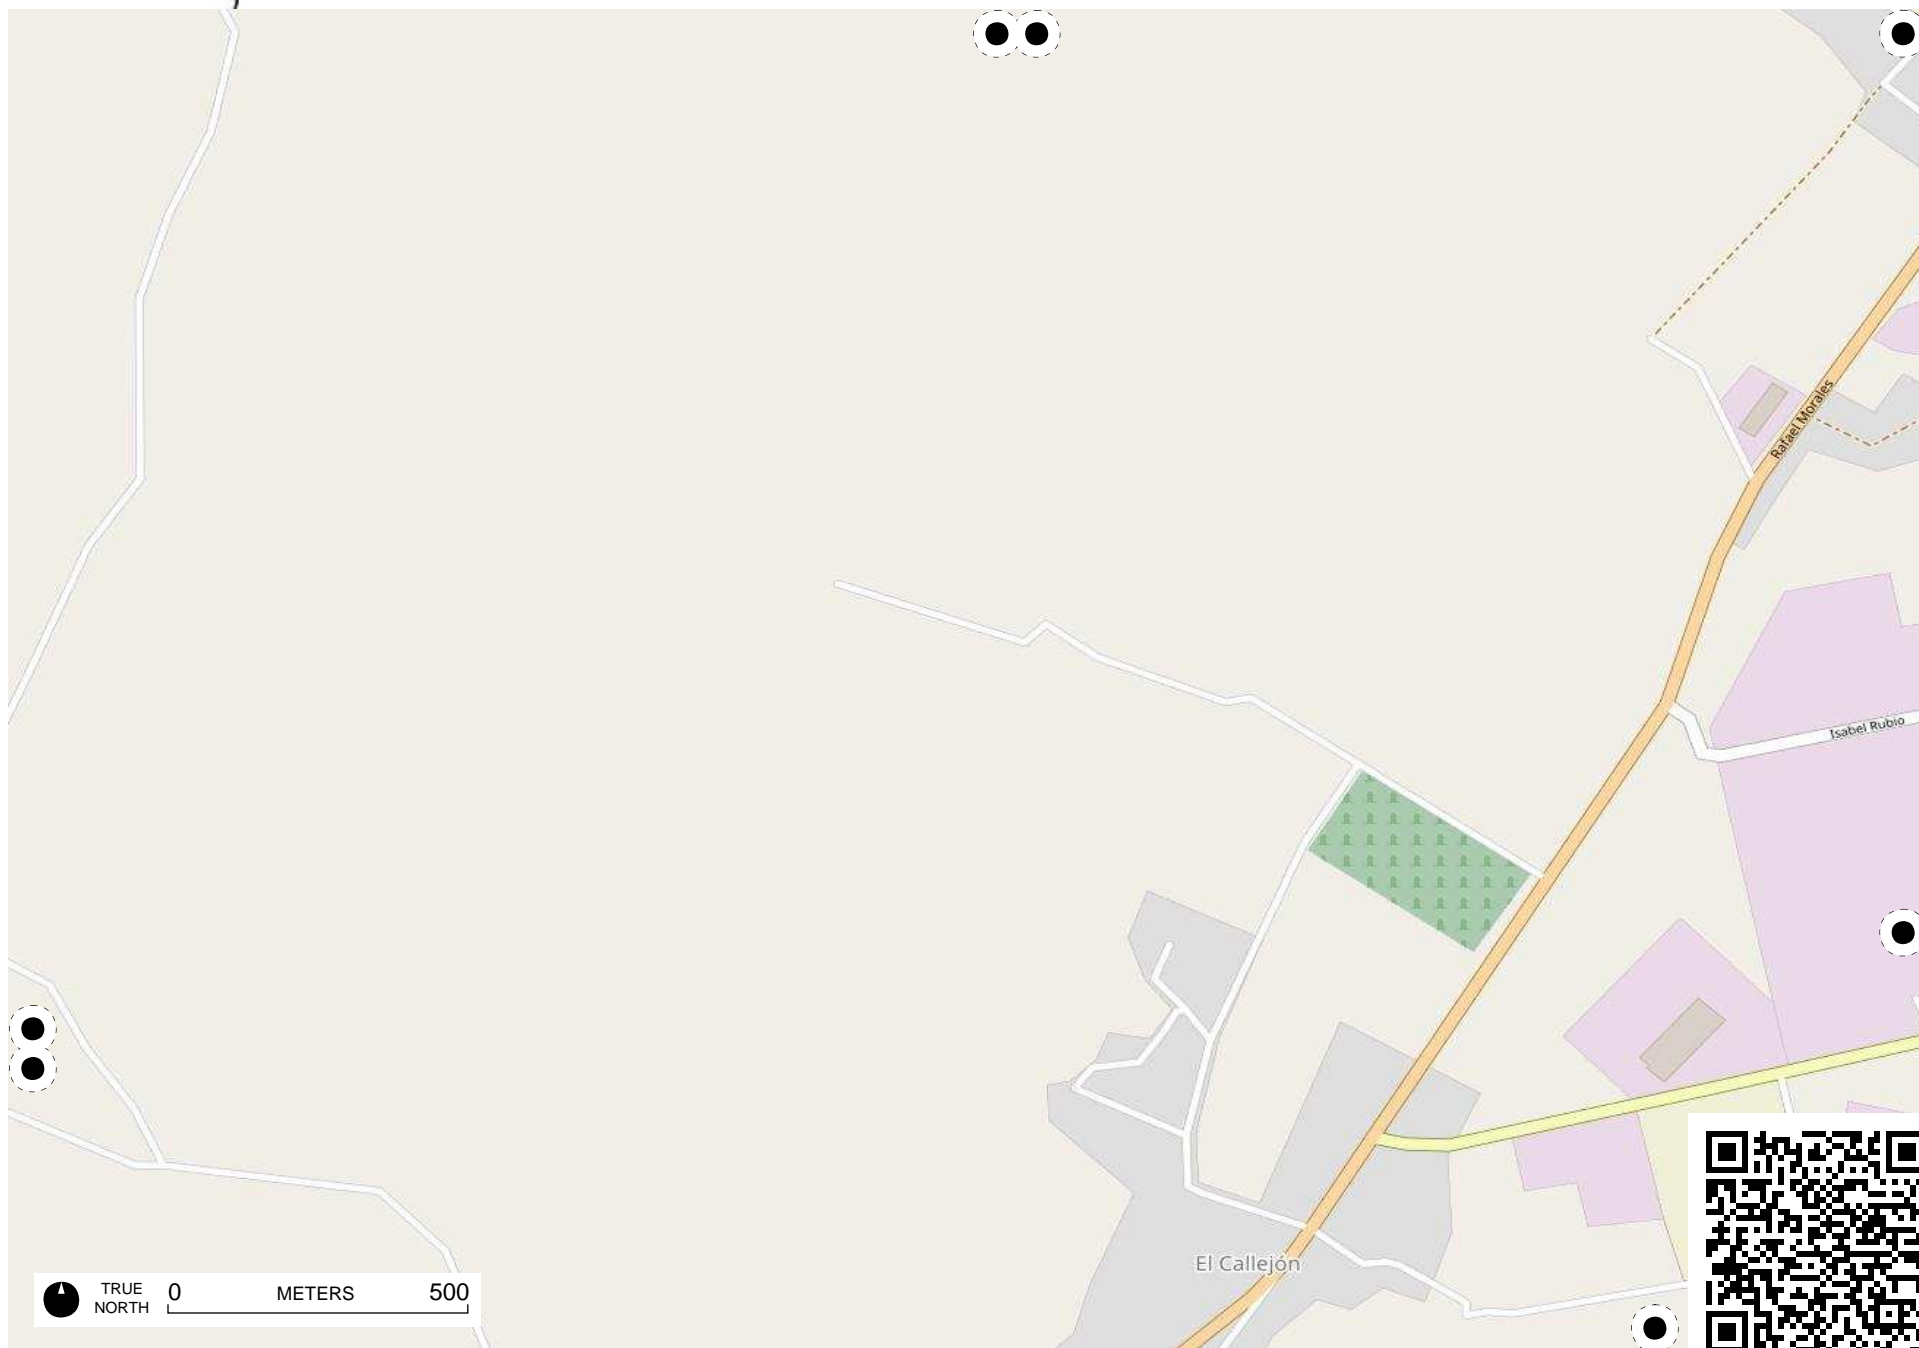 Rafael Morales
Isabel Rubio
El Callejón
TRUE
NORTH
0 METERS 500